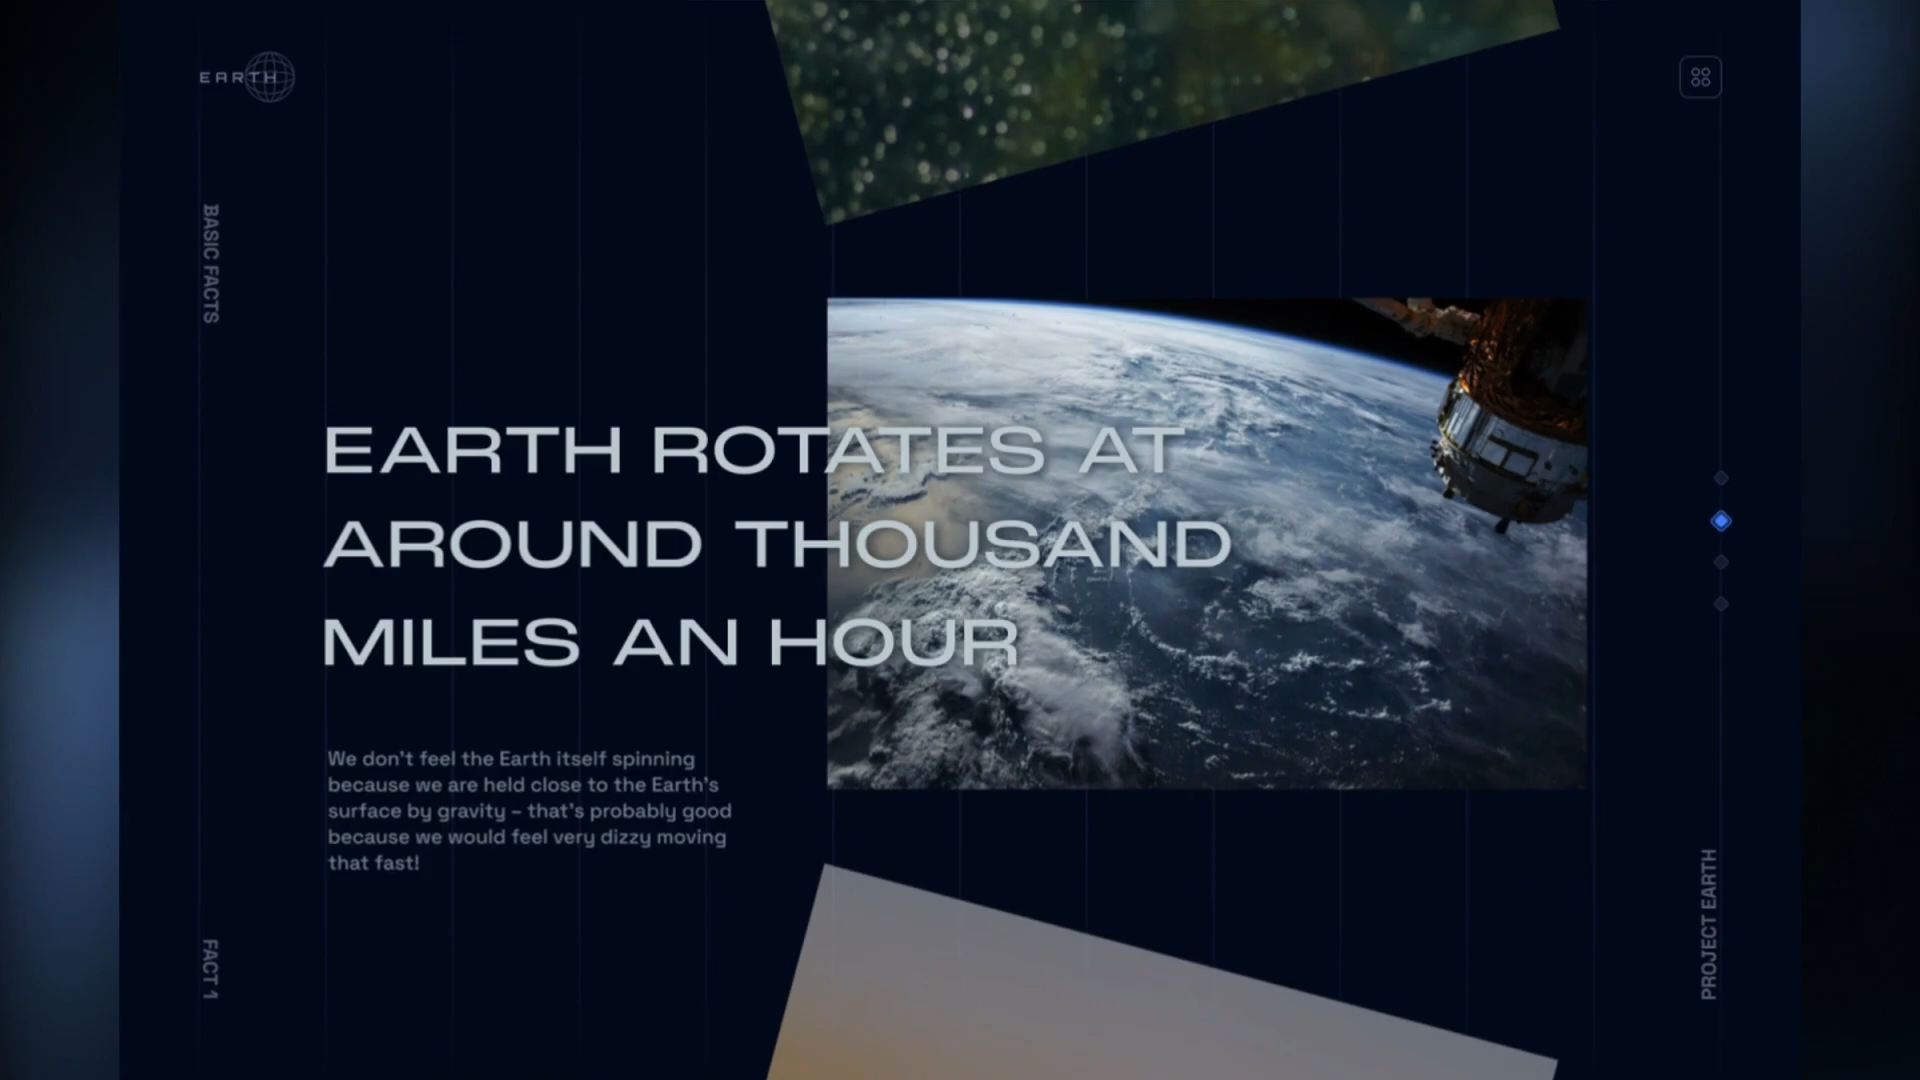 EARTH
BASIC FACTS
EARTH ROTATES AT
AROUND THOUSAND
MILES AN HOUR
We don't feel the Earth itself spinning
because we are held close to the Earth's
surface by gravity – that's probably good
because we would feel very dizzy moving
that fast!
FACT 1
PROJECT EARTH